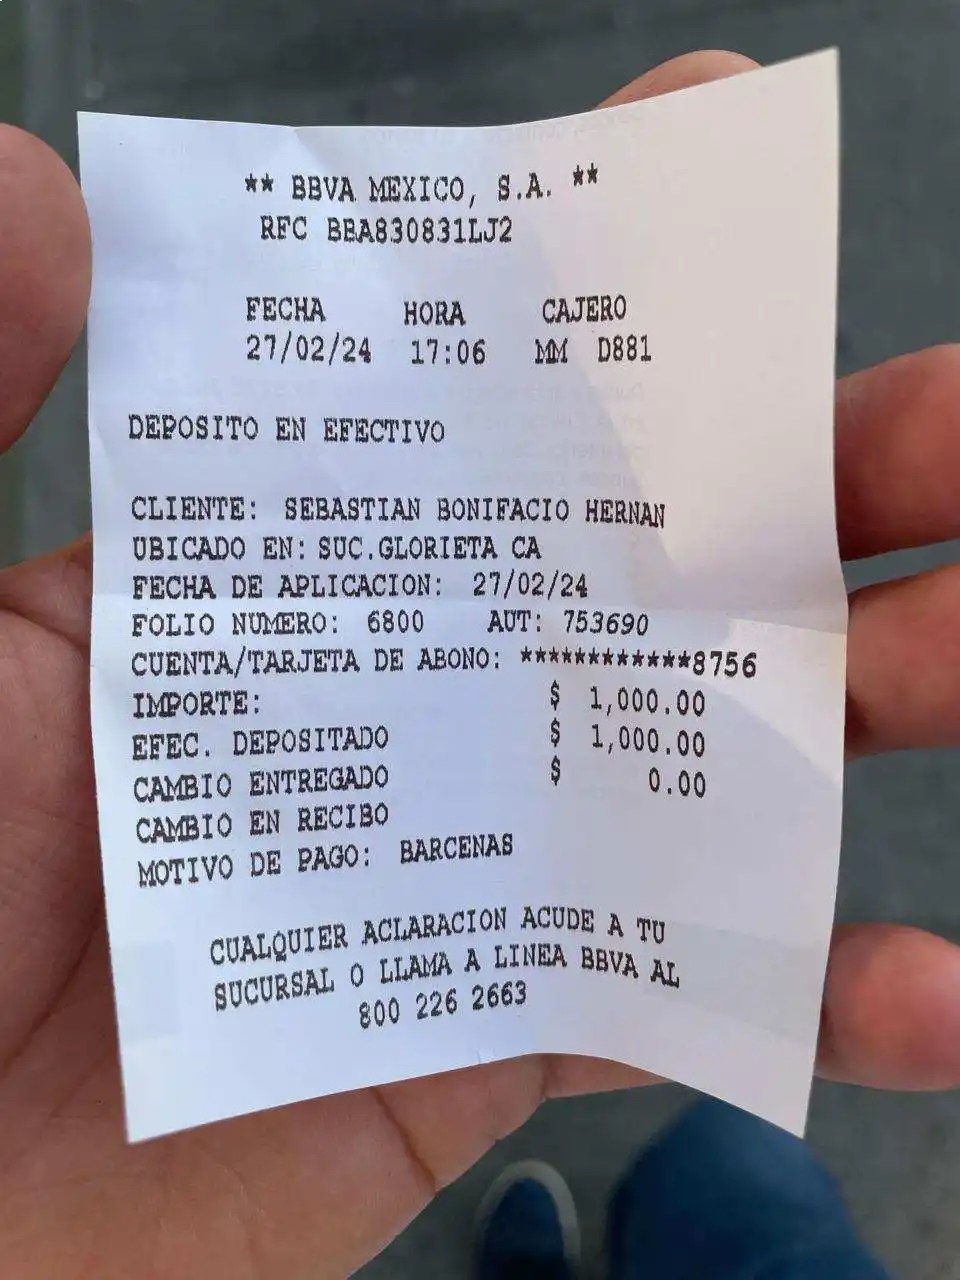 ** BBVA MEXICO, S.A. **
RFC BBA830831LJ2
FECHA HORA CAJERO
27/02/24 17:06 MM D881
DEPOSITO EN EFECTIVO
CLIENTE: SEBASTIAN BONIFACIO HERNAN
UBICADO EN: SUC.GLORIETA CA
FECHA DE APLICACION: 27/02/24
FOLIO NUMERO: 6800 AUT: 753690
CUENTA/TARJETA DE ABONO: ************8756
IMPORTE: $ 1,000.00
EFEC. DEPOSITADO $ 1,000.00
CAMBIO ENTREGADO $ 0.00
CAMBIO EN RECIBO
MOTIVO DE PAGO: BARCENAS
CUALQUIER ACLARACION ACUDE A TU
SUCURSAL O LLAMA A LINEA BBVA AL
800 226 2663